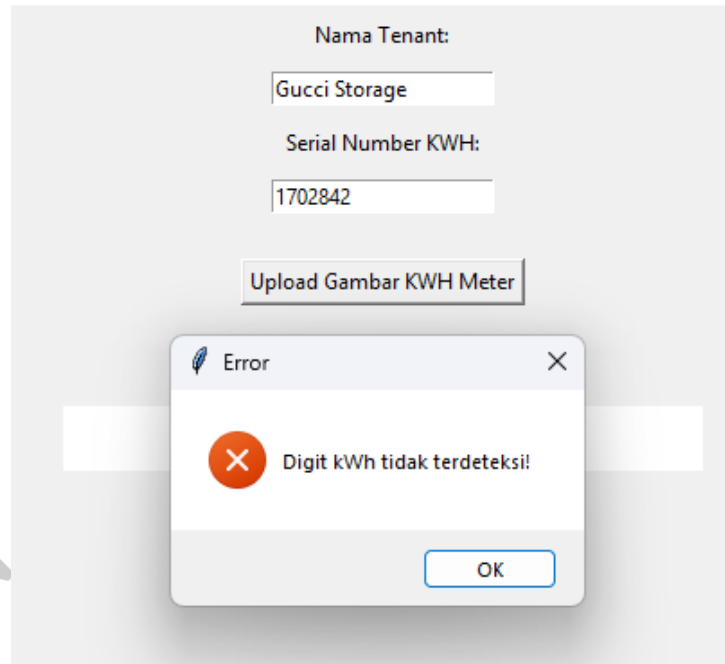 Nama Tenant:
Gucci Storage
Serial Number KWH:
1702842
Upload Gambar KWH Meter
Error
Digit kWh tidak terdeteksi!
OK